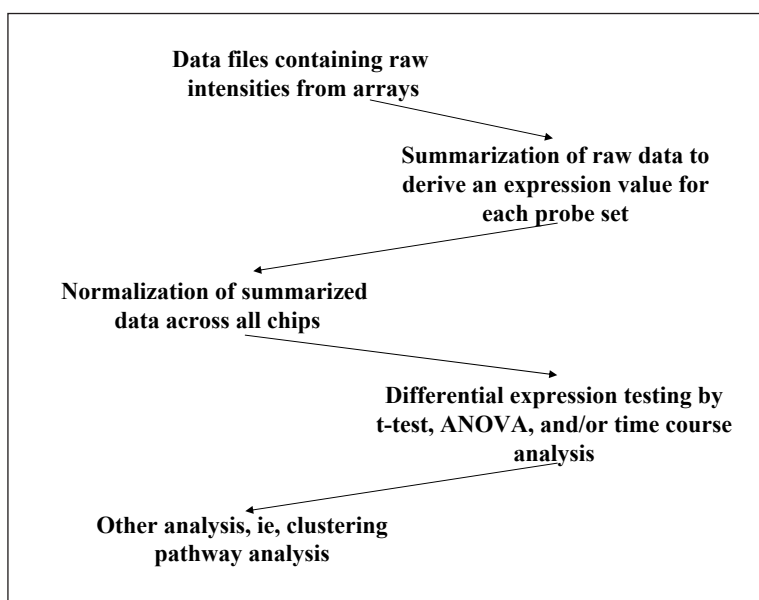 Data files containing raw
intensities from arrays
Summarization of raw data to
derive an expression value for
each probe set
Normalization of summarized
data across all chips
Differential expression testing by
t-test, ANOVA, and/or time course
analysis
Other analysis, ie, clustering
pathway analysis